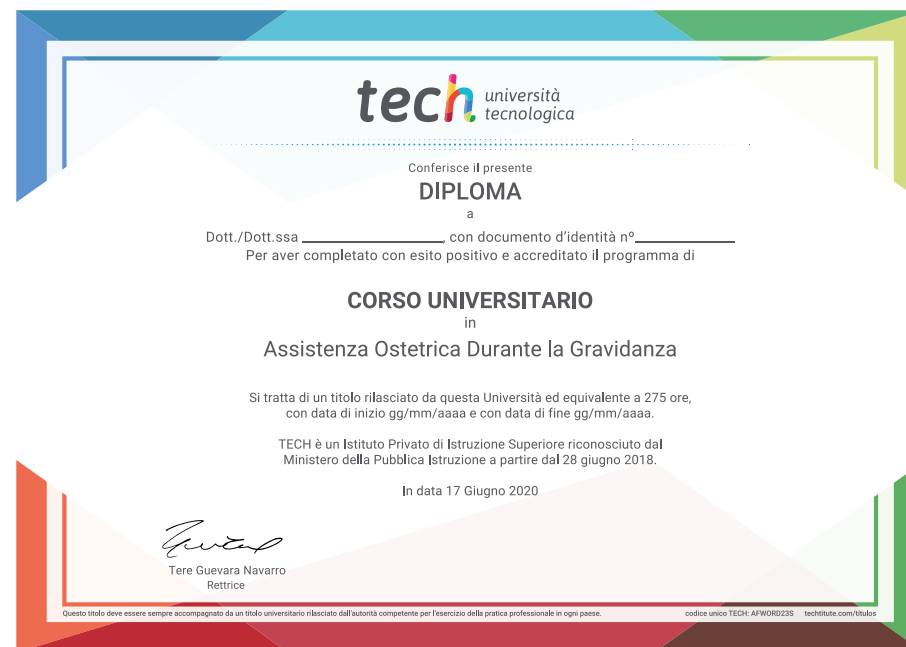 tech università
tecnologica
Conferisce il presente
DIPLOMA
a
Dott./Dott.ssa ____________________, con documento d'identità nº______________
Per aver completato con esito positivo e accreditato il programma di
CORSO UNIVERSITARIO
in
Assistenza Ostetrica Durante la Gravidanza
Si tratta di un titolo rilasciato da questa Università ed equivalente a 275 ore,
con data di inizio gg/mm/aaaa e con data di fine gg/mm/aaaa.
TECH è un Istituto Privato di Istruzione Superiore riconosciuto dal
Ministero della Pubblica Istruzione a partire dal 28 giugno 2018.
In data 17 Giugno 2020
Tere Guevara Navarro
Rettrice
Questo titolo deve essere sempre accompagnato da un titolo universitario rilasciato dall'autorità competente per l'esercizio della pratica professionale in ogni paese. codice unico TECH: AFWORD23S techtitute.com/títulos